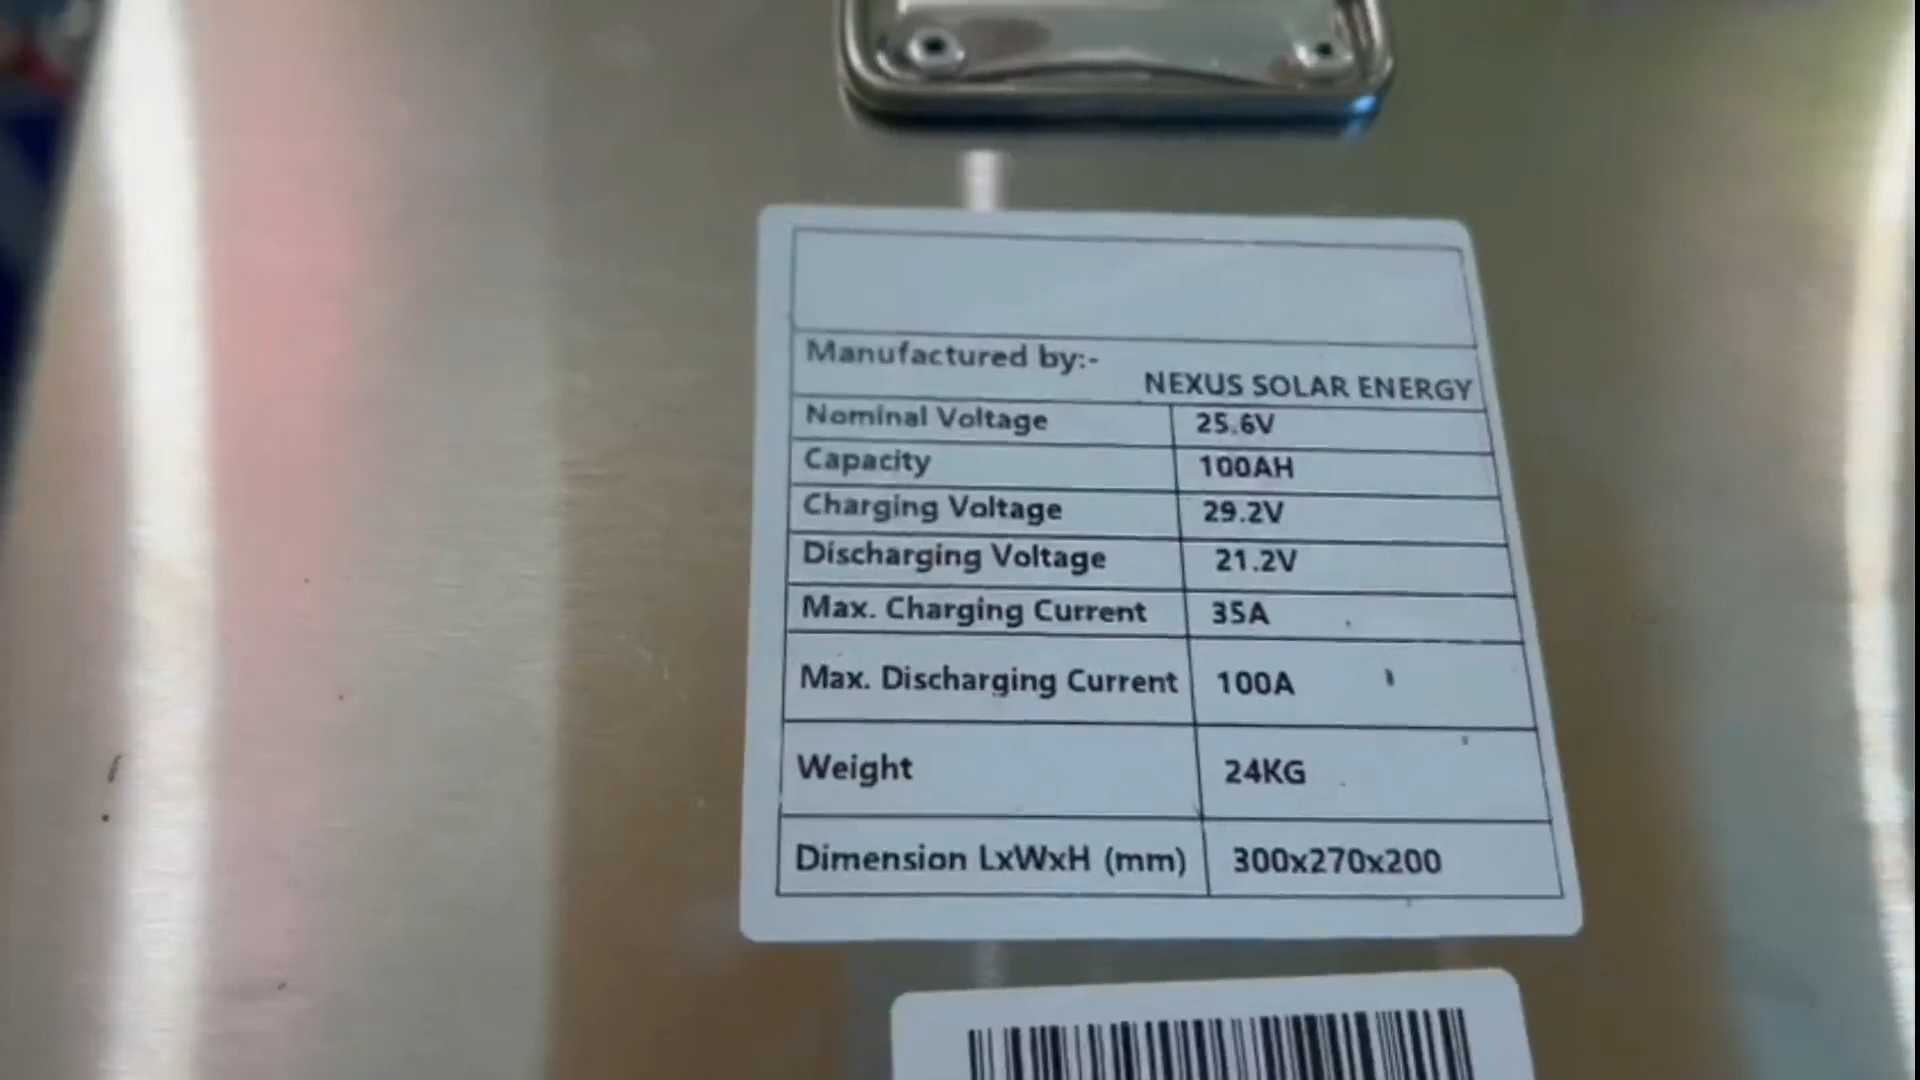 Manufactured by:-
NEXUS SOLAR ENERGY
Nominal Voltage 25.6V
Capacity 100AH
Charging Voltage 29.2V
Discharging Voltage 21.2V
Max. Charging Current 35A
Max. Discharging Current 100A
Weight 24KG
Dimension LxWxH (mm) 300x270x200